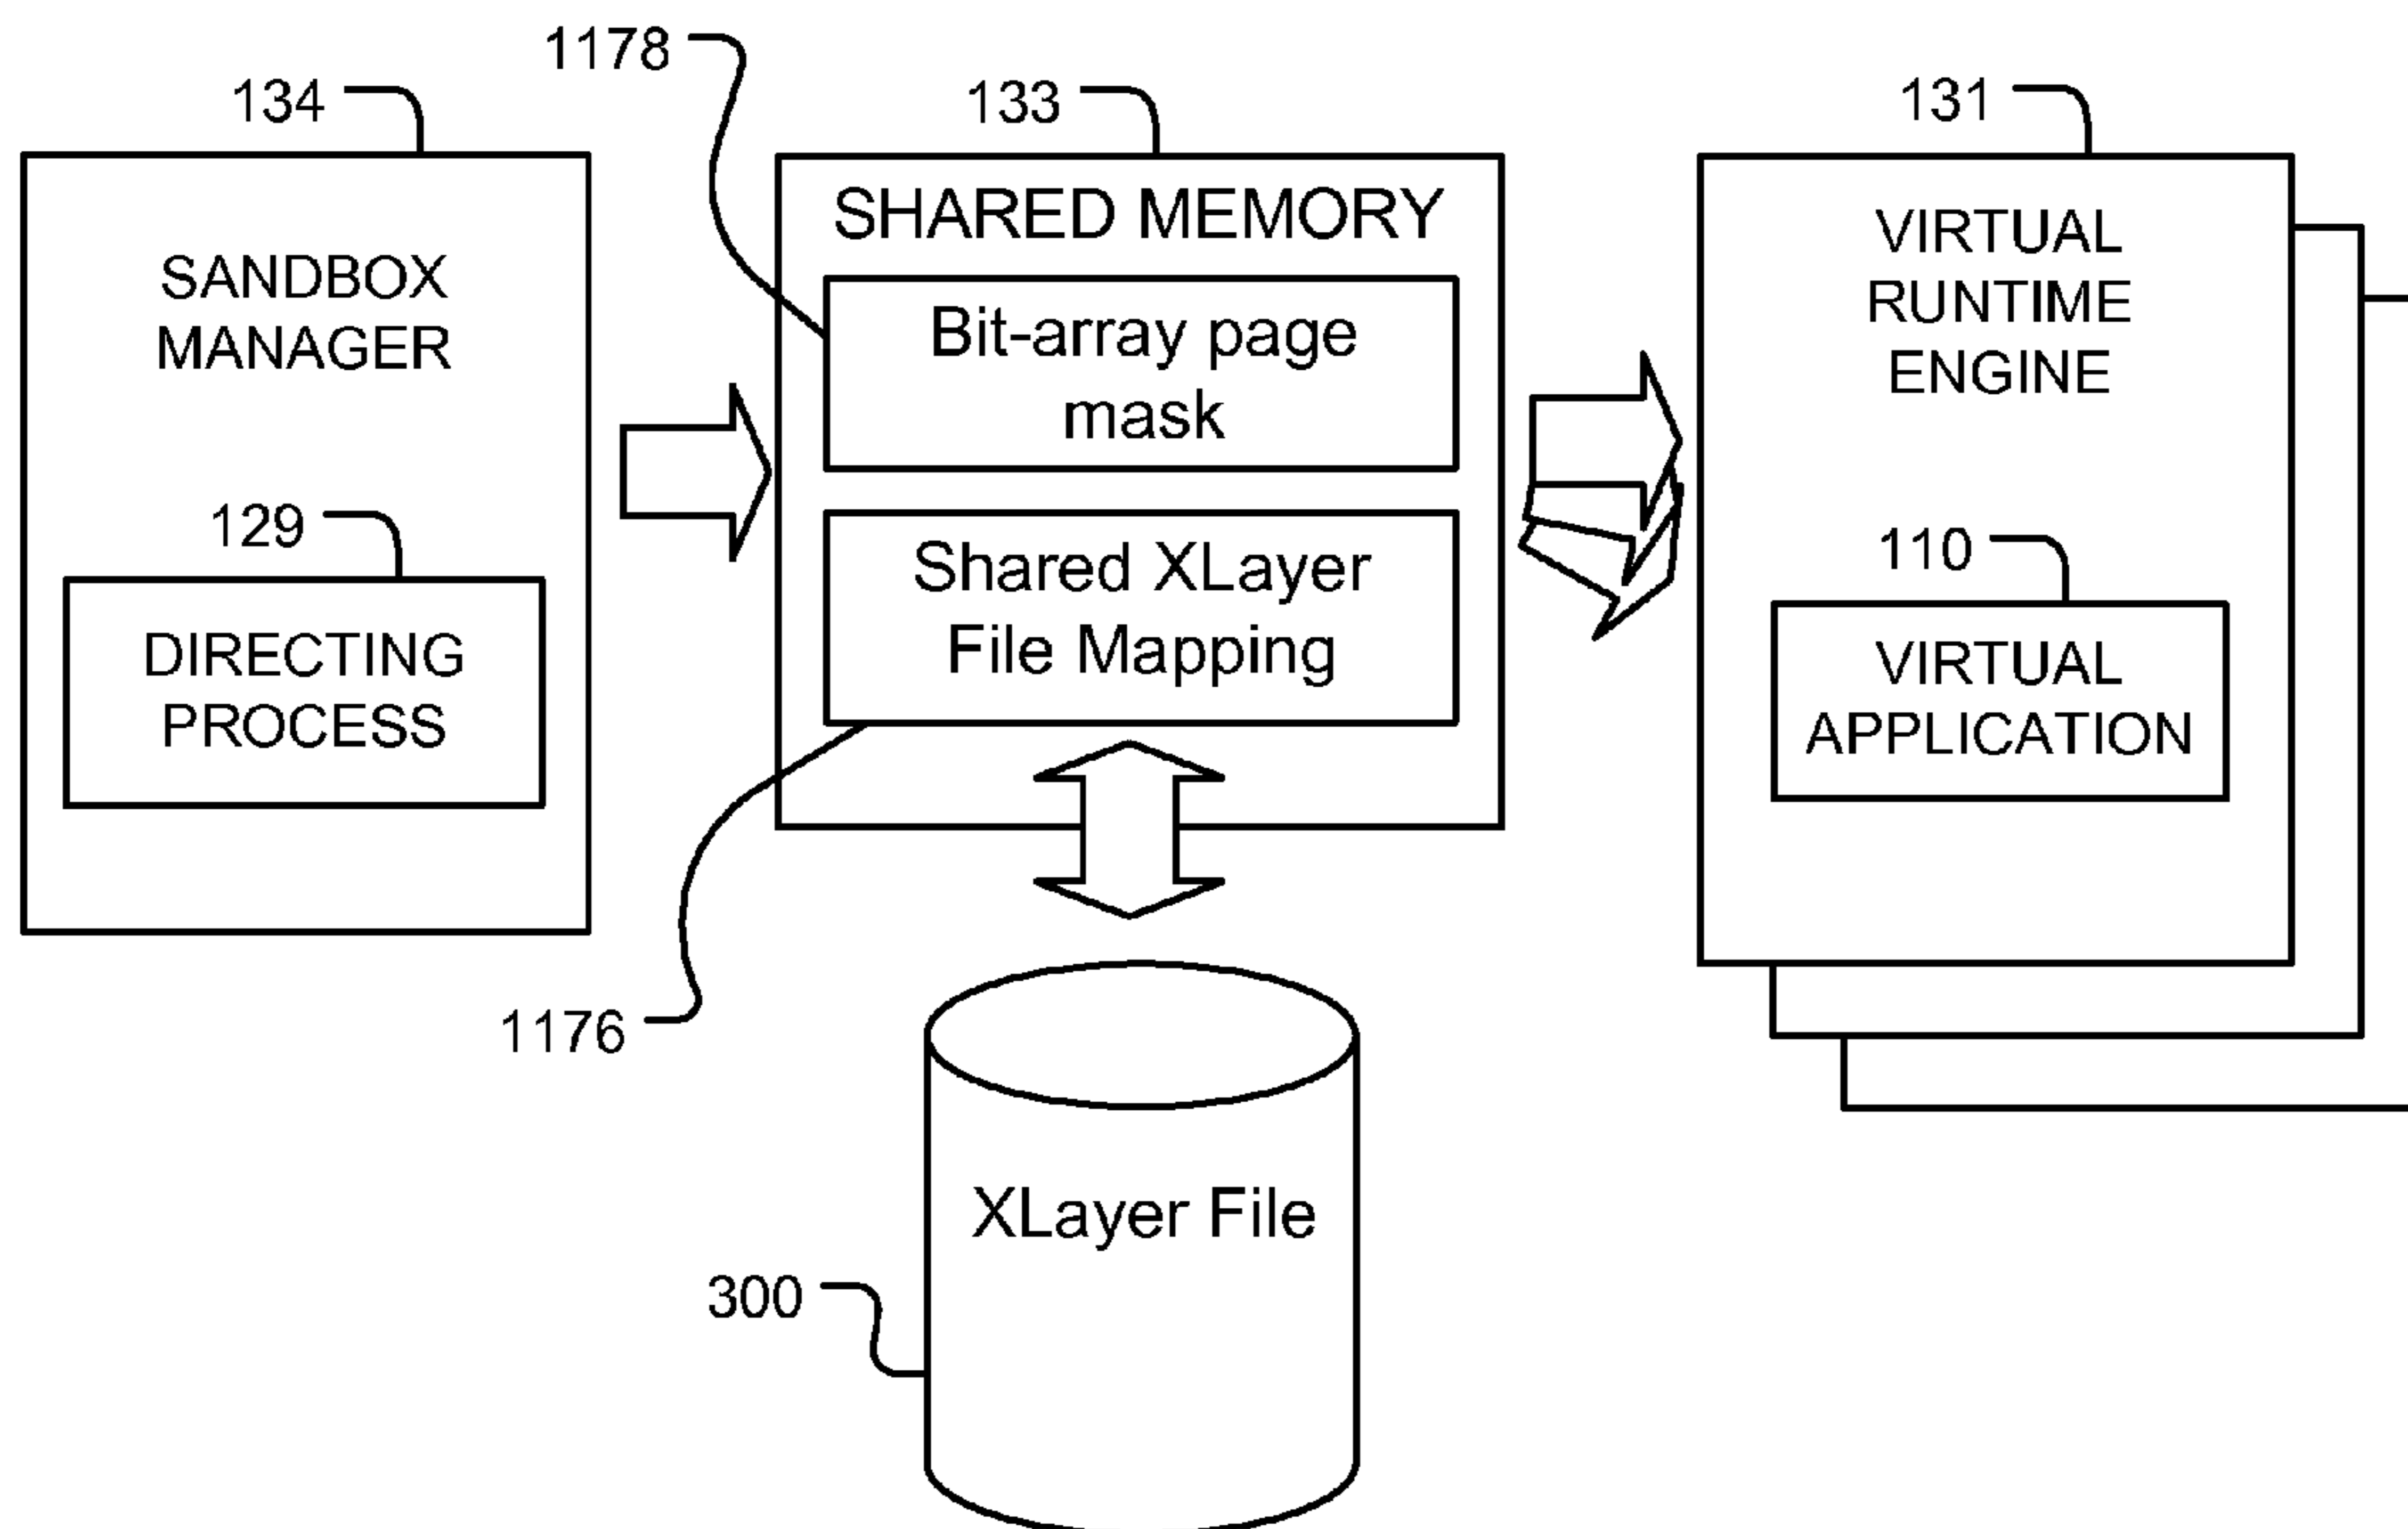 1178
134
133
131
SHARED MEMORY
SANDBOX
MANAGER
Bit-array page
mask
VIRTUAL
RUNTIME
ENGINE
129
DIRECTING
PROCESS
Shared XLayer
File Mapping
110
VIRTUAL
APPLICATION
1176
XLayer File
300